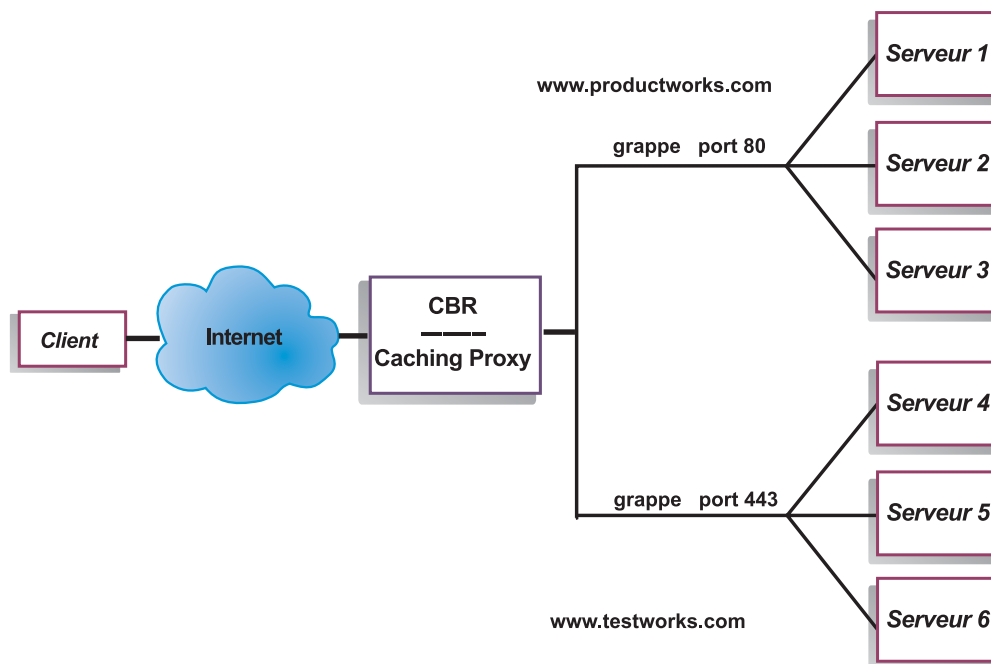 Serveur 1
www.productworks.com
grappe port 80
Serveur 2
Serveur 3
Client
Internet
CBR
Caching Proxy
Serveur 4
grappe port 443
Serveur 5
Serveur 6
www.testworks.com